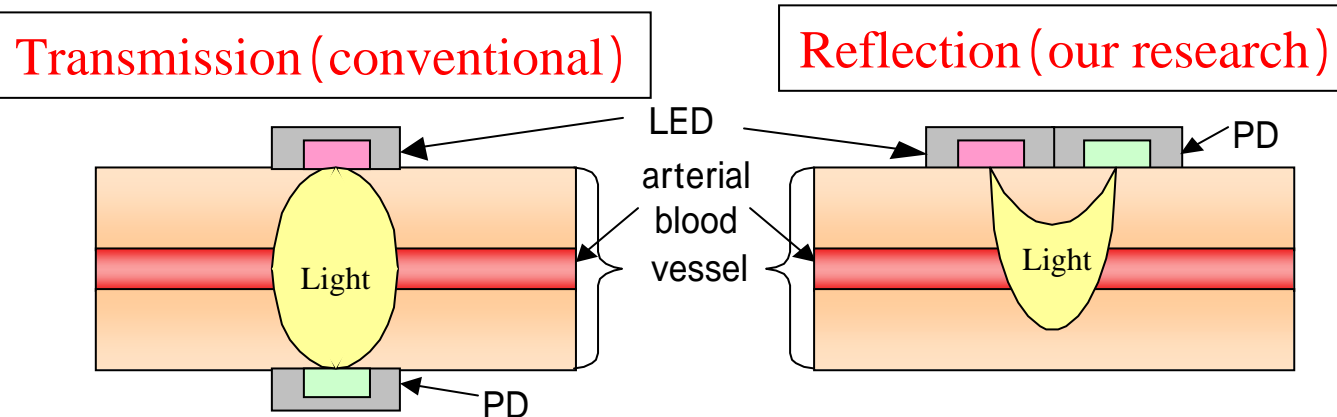 Transmission(conventional)
Reflection(our research)
LED
PD
arterial
blood
vessel
Light
Light
PD